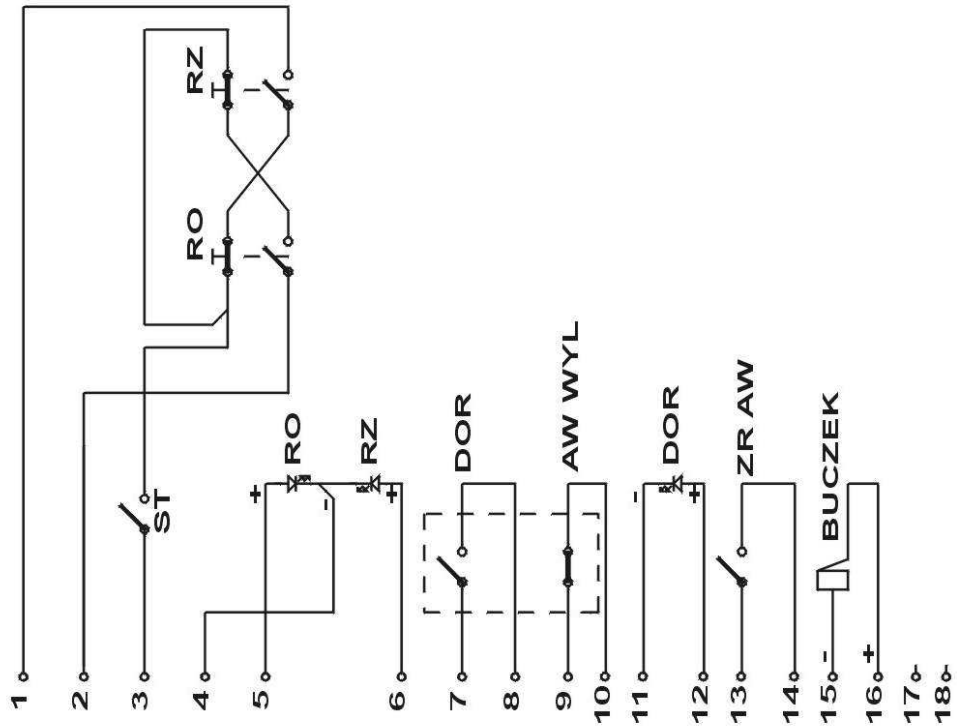 RZ
RO
ST
RO
RZ
DOR
AW WYL
DOR
ZR AW
BUCZEK
+
-
+
-
+
-
+
1
2
3
4
5
6
7
8
9
10
11
12
13
14
15
16
17
18